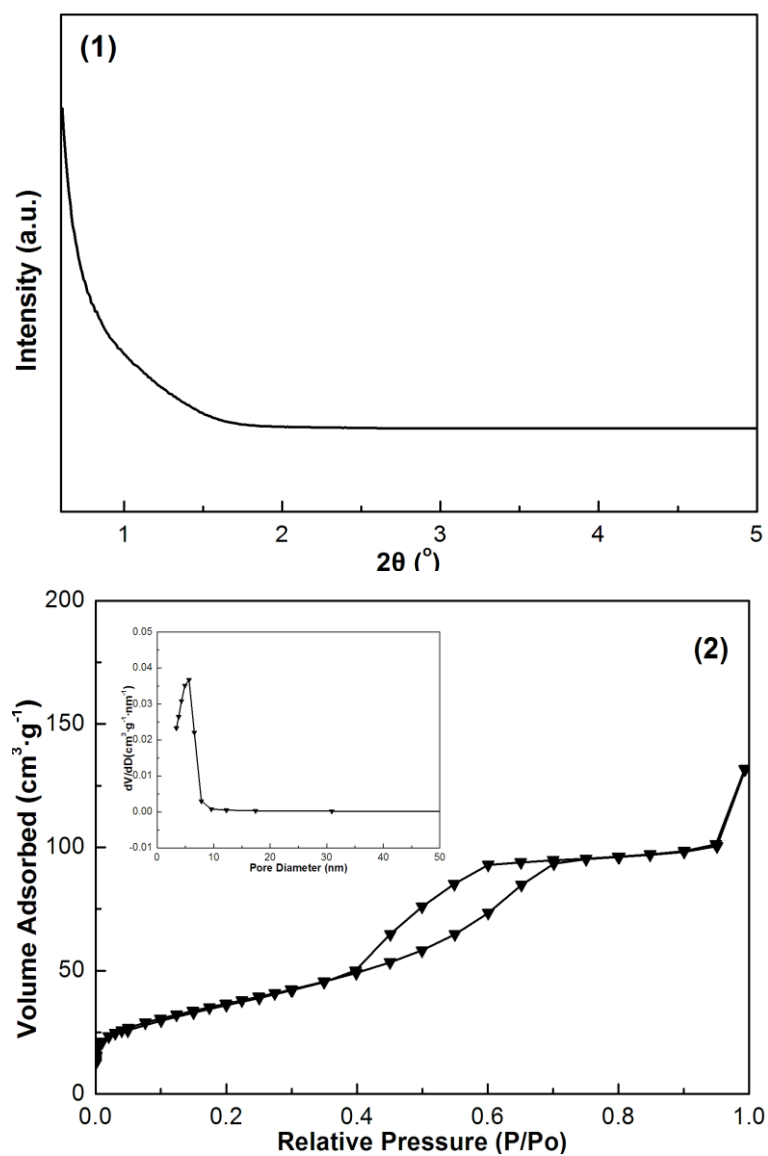 (1)
Intensity (a.u.)
1 2 3 4 5
2θ (°)
(2)
200
150
100
50
0
Volume Adsorbed (cm³·g⁻¹)
0.05
0.04
0.03
0.02
0.01
0.00
-0.01
dV/dD(cm³·g⁻¹·nm⁻¹)
0 10 20 30 40 50
Pore Diameter (nm)
0.0 0.2 0.4 0.6 0.8 1.0
Relative Pressure (P/Po)